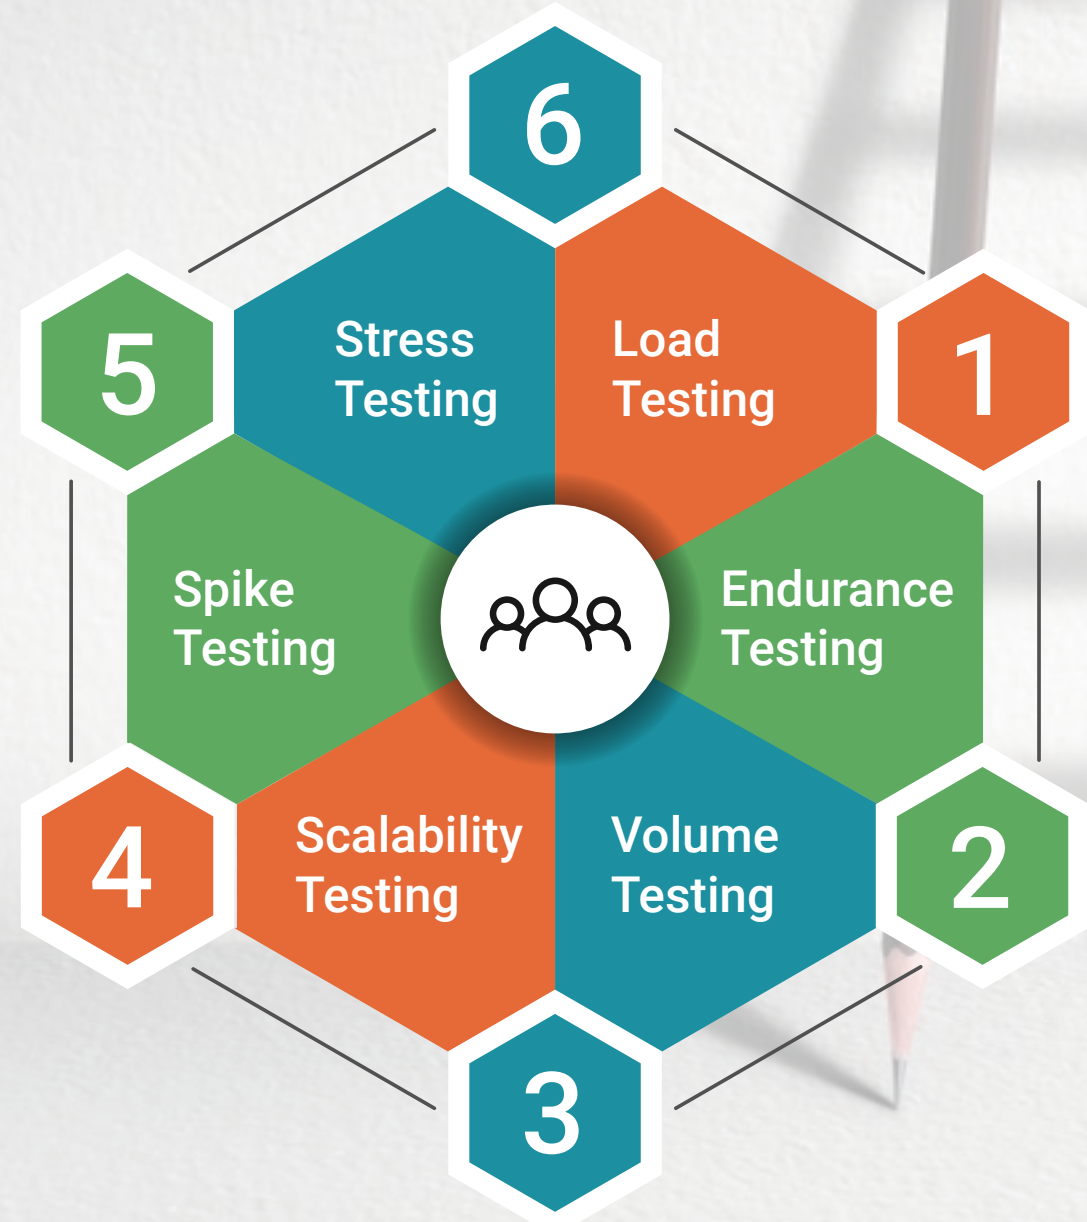 6
5
Stress
Testing
Load
Testing
1
Spike
Testing
Endurance
Testing
4
Scalability
Testing
Volume
Testing
2
3